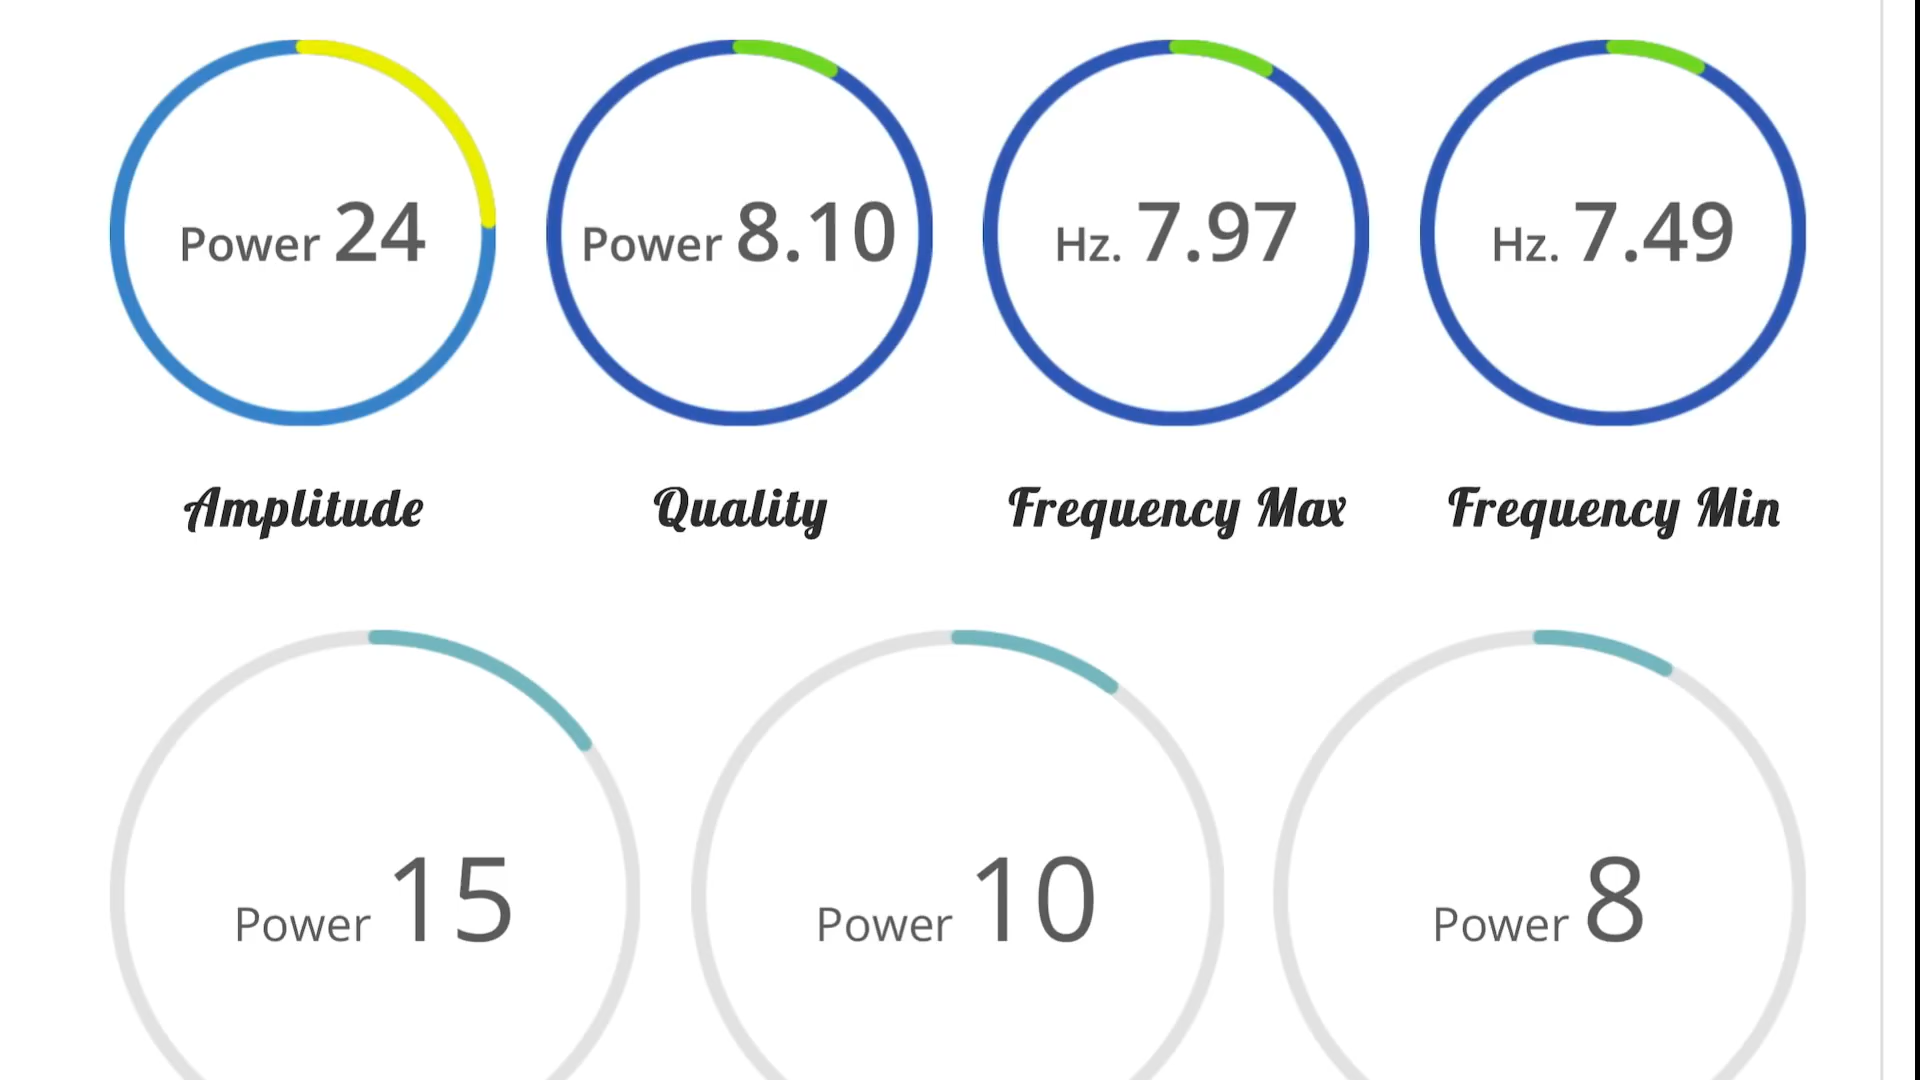 Power 24
Power 8.10
Hz. 7.97
Hz. 7.49
Amplitude
Quality
Frequency Max
Frequency Min
Power 15
Power 10
Power 8